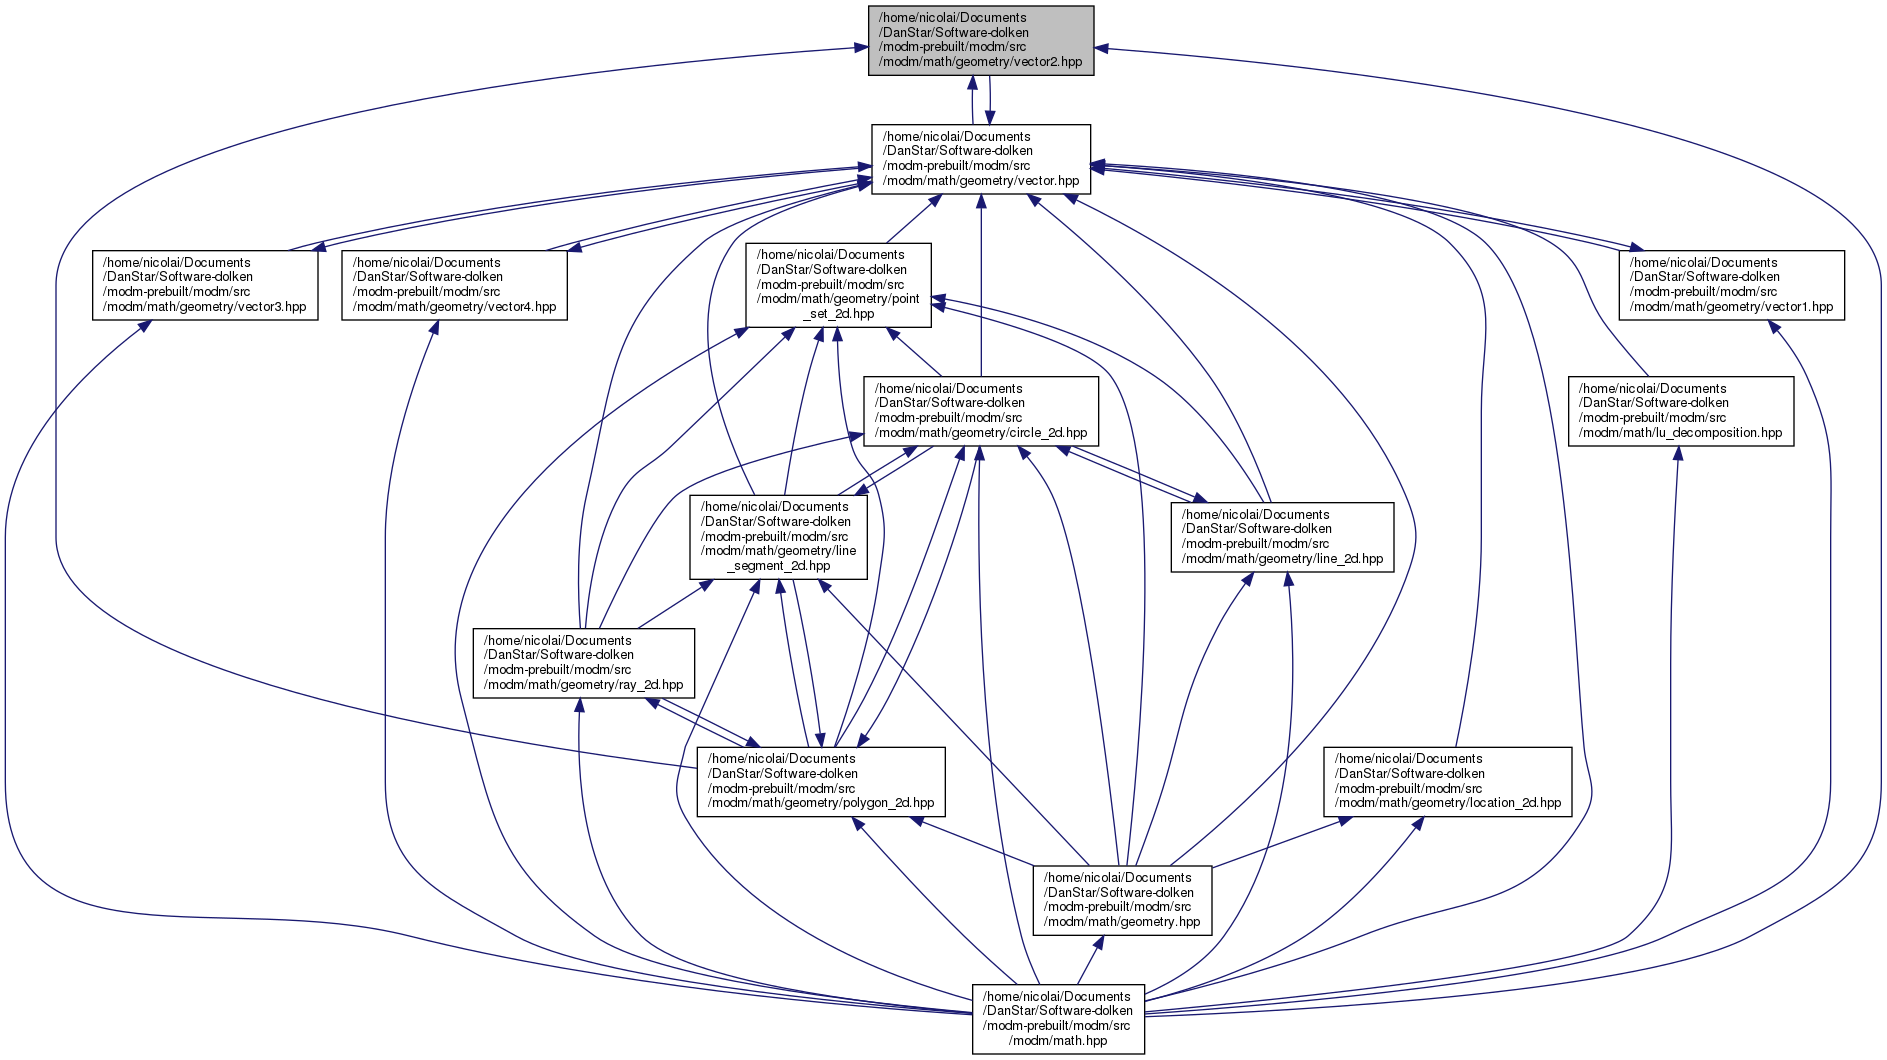 /home/nicolai/Documents
/DanStar/Software-dolken
/modm-prebuilt/modm/src
/modm/math/geometry/vector2.hpp
/home/nicolai/Documents
/DanStar/Software-dolken
/modm-prebuilt/modm/src
/modm/math/geometry/vector.hpp
/home/nicolai/Documents
/DanStar/Software-dolken
/modm-prebuilt/modm/src
/modm/math/geometry/vector3.hpp
/home/nicolai/Documents
/DanStar/Software-dolken
/modm-prebuilt/modm/src
/modm/math/geometry/vector4.hpp
/home/nicolai/Documents
/DanStar/Software-dolken
/modm-prebuilt/modm/src
/modm/math/geometry/point
_set_2d.hpp
/home/nicolai/Documents
/DanStar/Software-dolken
/modm-prebuilt/modm/src
/modm/math/geometry/vector1.hpp
/home/nicolai/Documents
/DanStar/Software-dolken
/modm-prebuilt/modm/src
/modm/math/geometry/circle_2d.hpp
/home/nicolai/Documents
/DanStar/Software-dolken
/modm-prebuilt/modm/src
/modm/math/lu_decomposition.hpp
/home/nicolai/Documents
/DanStar/Software-dolken
/modm-prebuilt/modm/src
/modm/math/geometry/line
_segment_2d.hpp
/home/nicolai/Documents
/DanStar/Software-dolken
/modm-prebuilt/modm/src
/modm/math/geometry/line_2d.hpp
/home/nicolai/Documents
/DanStar/Software-dolken
/modm-prebuilt/modm/src
/modm/math/geometry/ray_2d.hpp
/home/nicolai/Documents
/DanStar/Software-dolken
/modm-prebuilt/modm/src
/modm/math/geometry/polygon_2d.hpp
/home/nicolai/Documents
/DanStar/Software-dolken
/modm-prebuilt/modm/src
/modm/math/geometry/location_2d.hpp
/home/nicolai/Documents
/DanStar/Software-dolken
/modm-prebuilt/modm/src
/modm/math/geometry.hpp
/home/nicolai/Documents
/DanStar/Software-dolken
/modm-prebuilt/modm/src
/modm/math.hpp